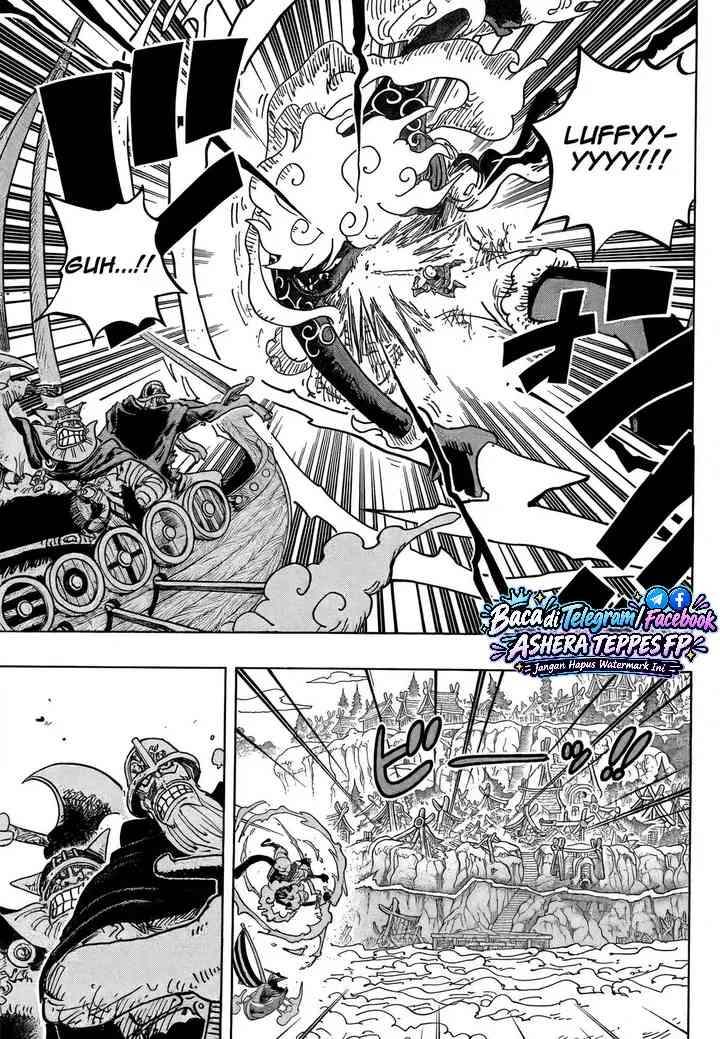 LUFFYY-
YYYY!!!
GUH...!!
Baca di Telegram/Facebook
ASHERA TEPPES FP
Jangan Hapus Watermark Ini
ビーッ!!